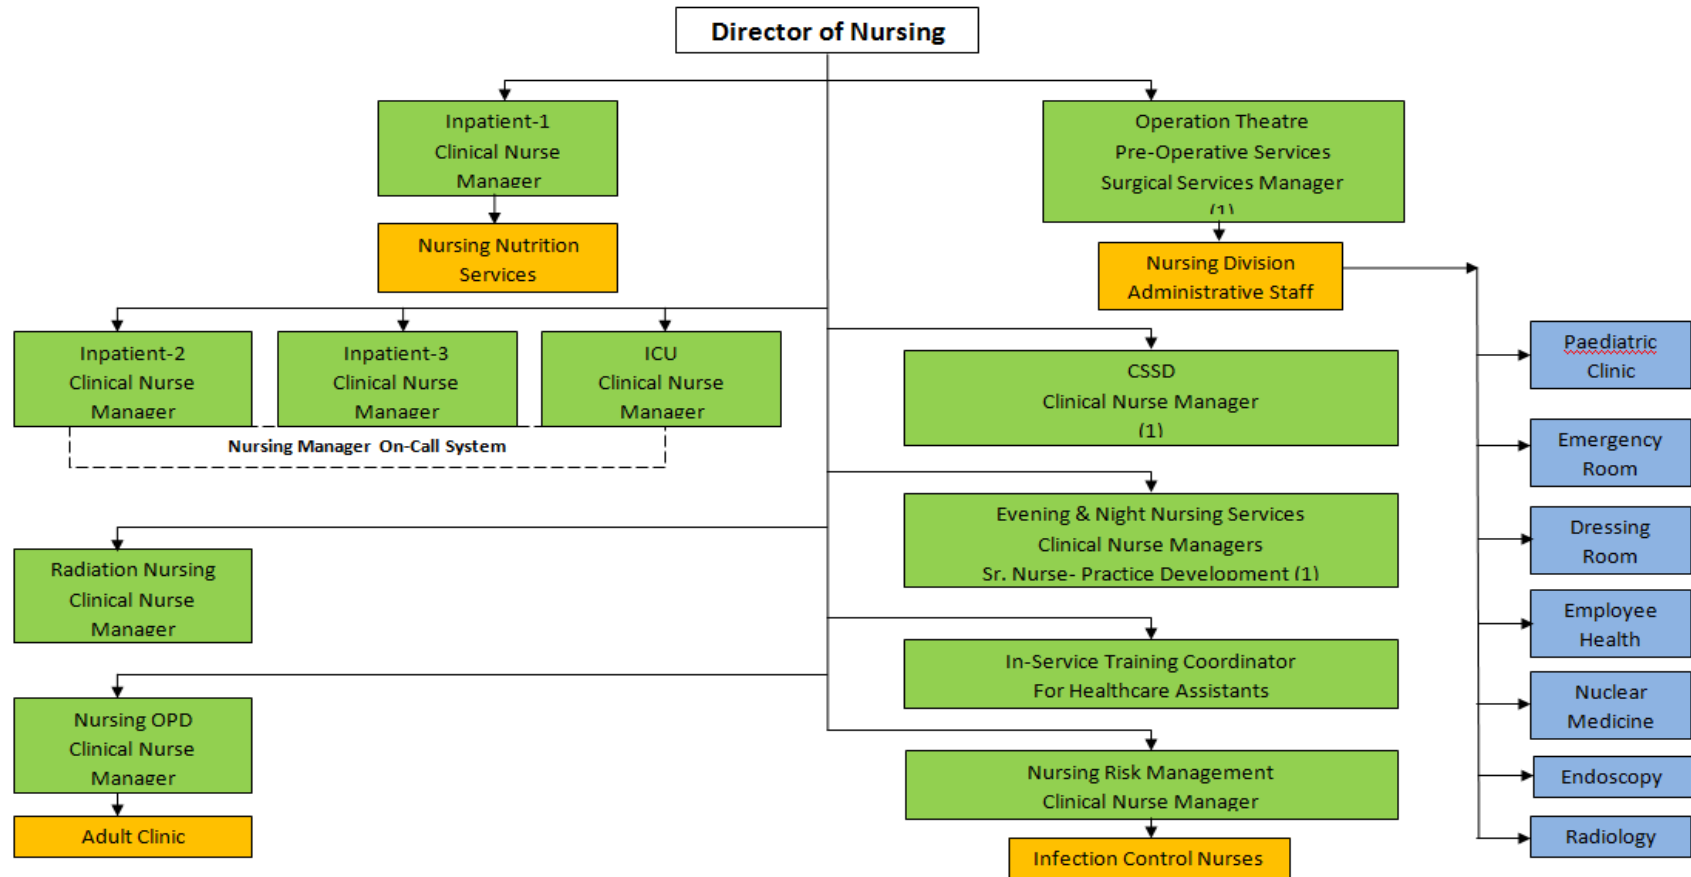 Director of Nursing
Inpatient-1
Clinical Nurse
Manager
Operation Theatre
Pre-Operative Services
Surgical Services Manager
(1)
Nursing Nutrition
Services
Nursing Division
Administrative Staff
Inpatient-2
Clinical Nurse
Manager
Inpatient-3
Clinical Nurse
Manager
ICU
Clinical Nurse
Manager
Nursing Manager On-Call System
CSSD
Clinical Nurse Manager
(1)
Evening & Night Nursing Services
Clinical Nurse Managers
Sr. Nurse- Practice Development (1)
Radiation Nursing
Clinical Nurse
Manager
In-Service Training Coordinator
For Healthcare Assistants
Nursing OPD
Clinical Nurse
Manager
Adult Clinic
Nursing Risk Management
Clinical Nurse Manager
Infection Control Nurses
Paediatric
Clinic
Emergency
Room
Dressing
Room
Employee
Health
Nuclear
Medicine
Endoscopy
Radiology